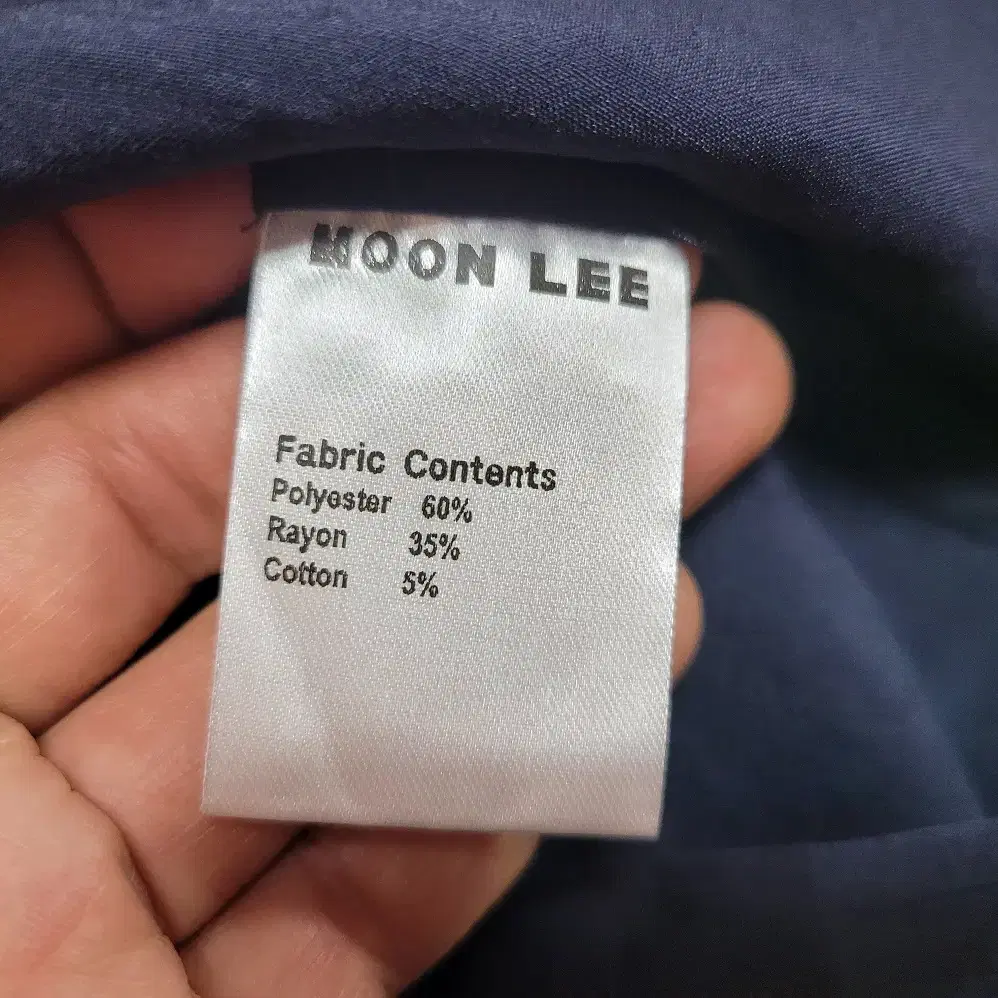 MOON LEE
Fabric Contents
Polyester 60%
Rayon 35%
Cotton 5%